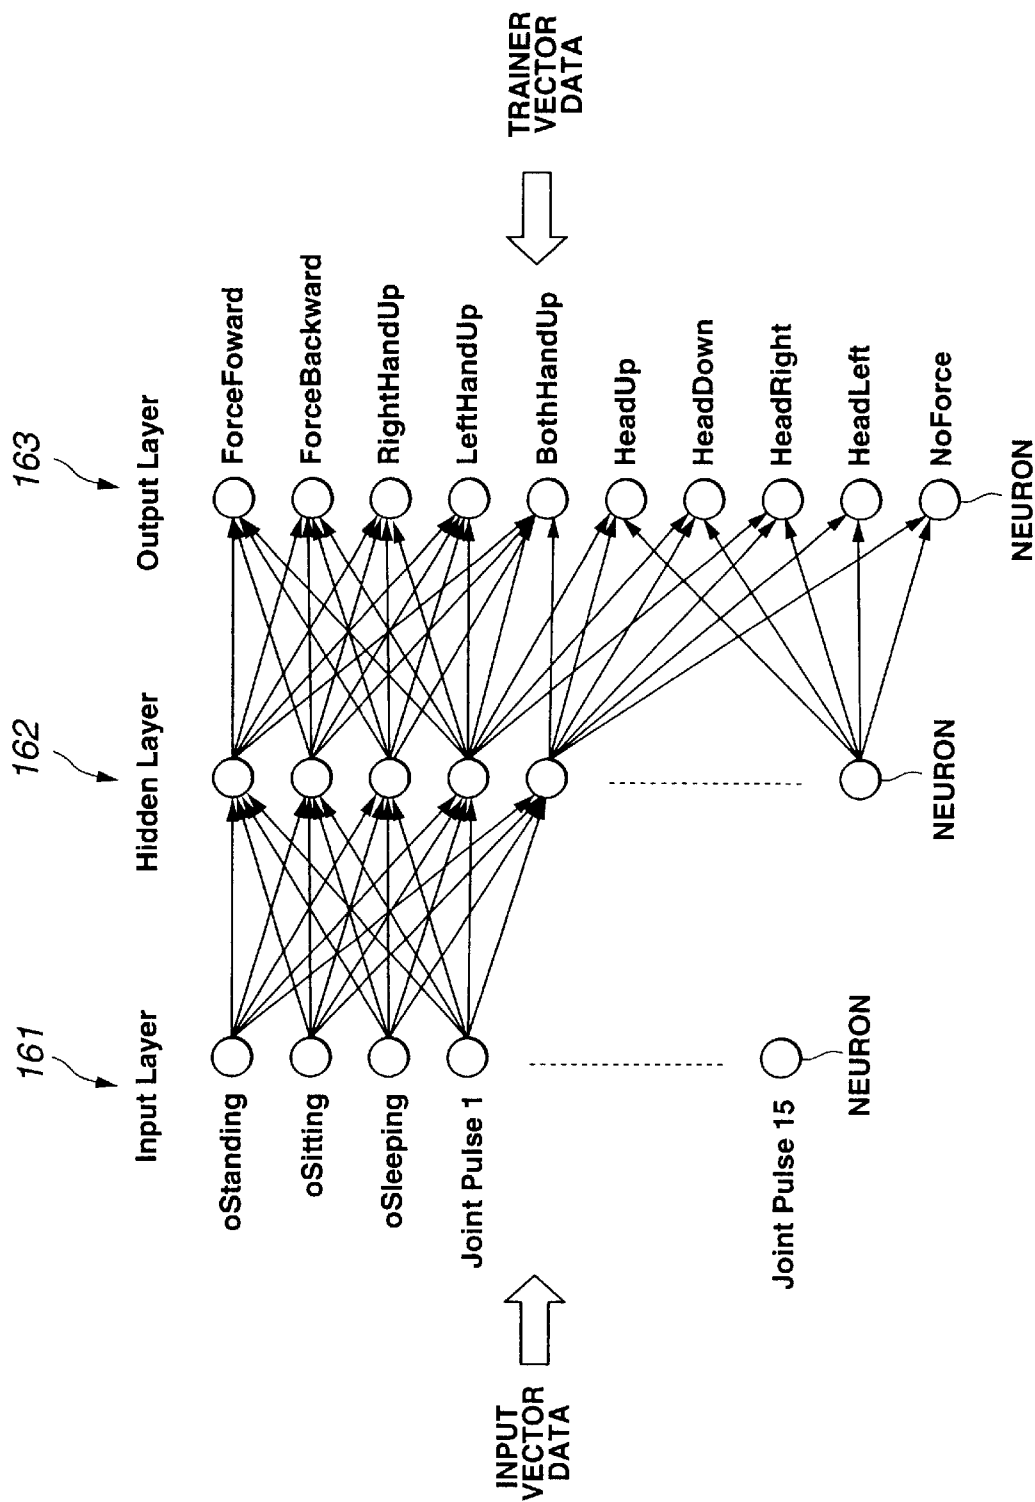 161
162
163
Input Layer
Hidden Layer
Output Layer
oStanding
oSitting
oSleeping
Joint Pulse 1
Joint Pulse 15
ForceFoward
ForceBackward
RightHandUp
LeftHandUp
BothHandUp
HeadUp
HeadDown
HeadRight
HeadLeft
NoForce
NEURON
NEURON
NEURON
INPUT
VECTOR
DATA
TRAINER
VECTOR
DATA